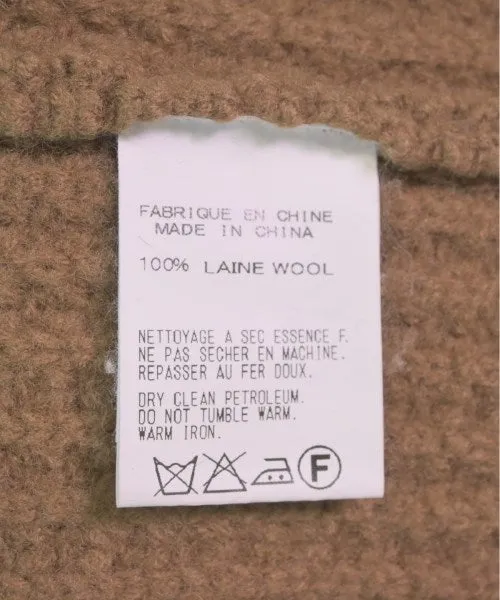 FABRIQUE EN CHINE
MADE IN CHINA
100% LAINE WOOL
NETTOYAGE A SEC ESSENCE F.
NE PAS SECHER EN MACHINE.
REPASSER AU FER DOUX.
DRY CLEAN PETROLEUM.
DO NOT TUMBLE WARM.
WARM IRON.
F